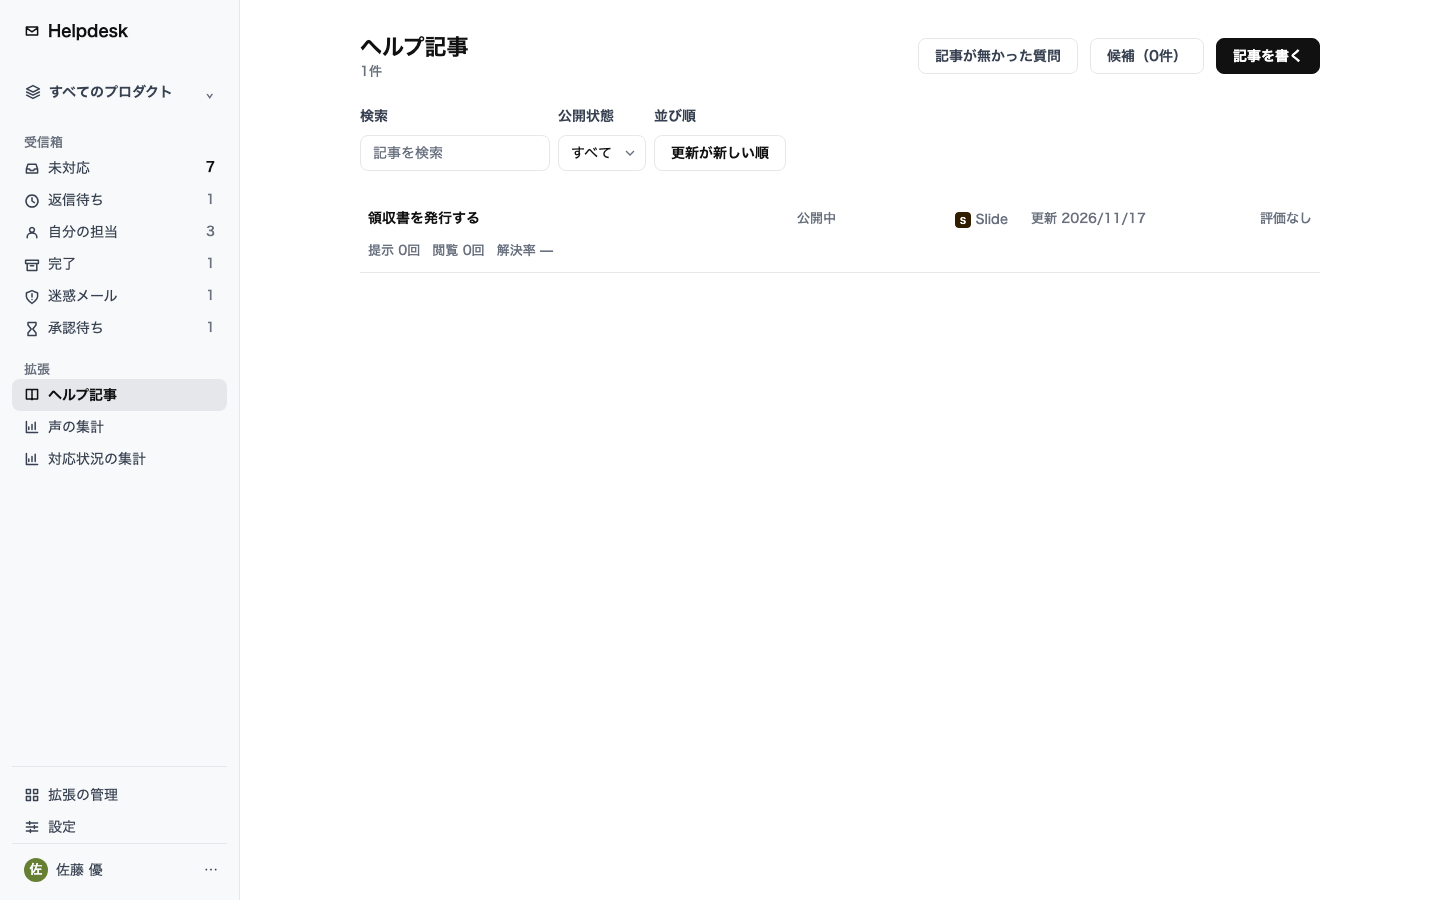 Helpdesk
すべてのプロダクト
受信箱
未対応 7
返信待ち 1
自分の担当 3
完了 1
迷惑メール 1
承認待ち 1
拡張
ヘルプ記事
声の集計
対応状況の集計
拡張の管理
設定
佐 佐藤 優 …
ヘルプ記事
1件
記事が無かった質問 候補（0件） 記事を書く
検索 公開状態 並び順
記事を検索 すべて 更新が新しい順
領収書を発行する 公開中 s Slide 更新 2026/11/17 評価なし
提示 0回 閲覧 0回 解決率 —